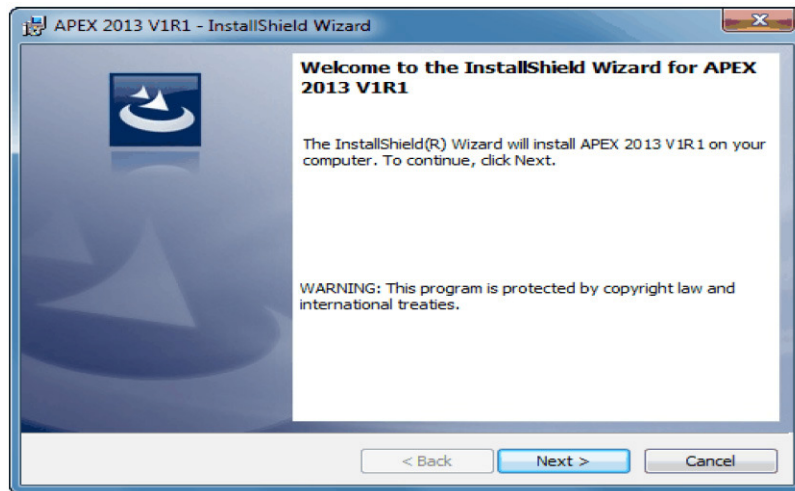 APEX 2013 V1R1 - InstallShield Wizard
Welcome to the InstallShield Wizard for APEX
2013 V1R1
The InstallShield(R) Wizard will install APEX 2013 V1R1 on your
computer. To continue, click Next.
WARNING: This program is protected by copyright law and
international treaties.
< Back Next > Cancel